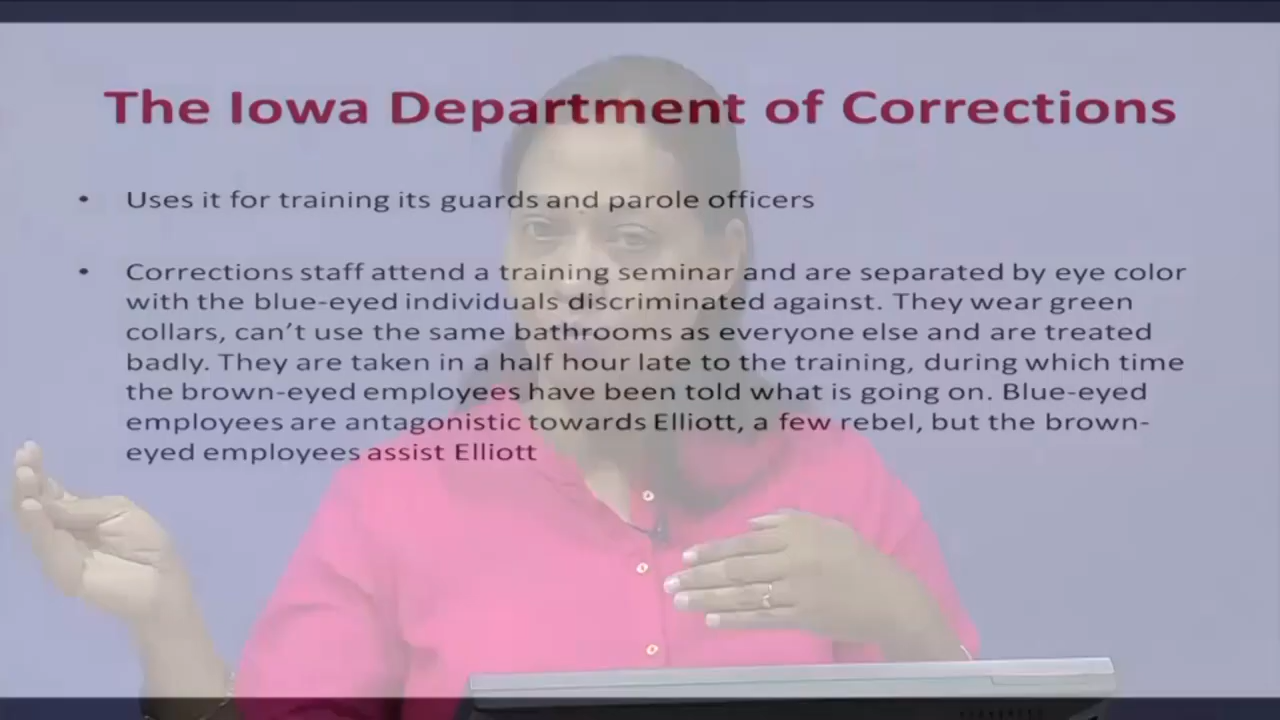 The Iowa Department of Corrections
• Uses it for training its guards and parole officers
• Corrections staff attend a training seminar and are separated by eye color
with the blue-eyed individuals discriminated against. They wear green
collars, can't use the same bathrooms as everyone else and are treated
badly. They are taken in a half hour late to the training, during which time
the brown-eyed employees have been told what is going on. Blue-eyed
employees are antagonistic towards Elliott, a few rebel, but the brown-
eyed employees assist Elliott